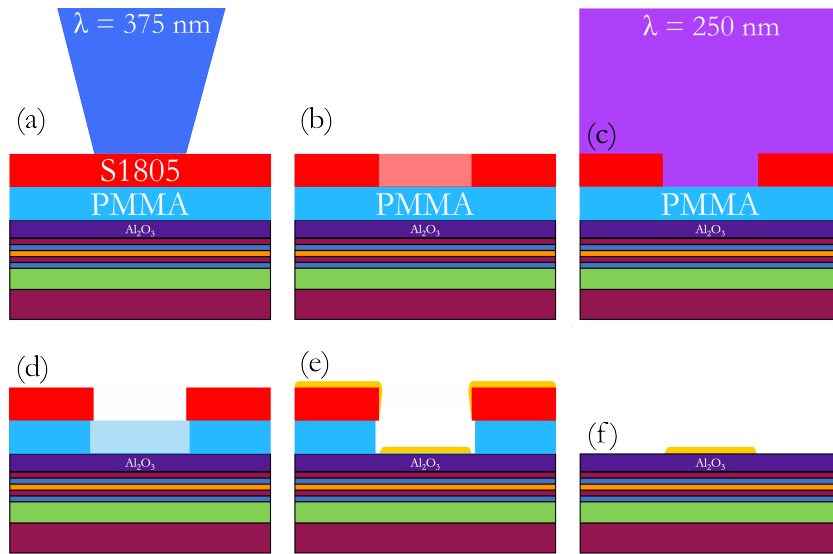 λ = 375 nm
λ = 250 nm
(a)
(b)
(c)
S1805
PMMA
PMMA
PMMA
Al₂O₃
Al₂O₃
Al₂O₃
(d)
(e)
(f)
Al₂O₃
Al₂O₃
Al₂O₃